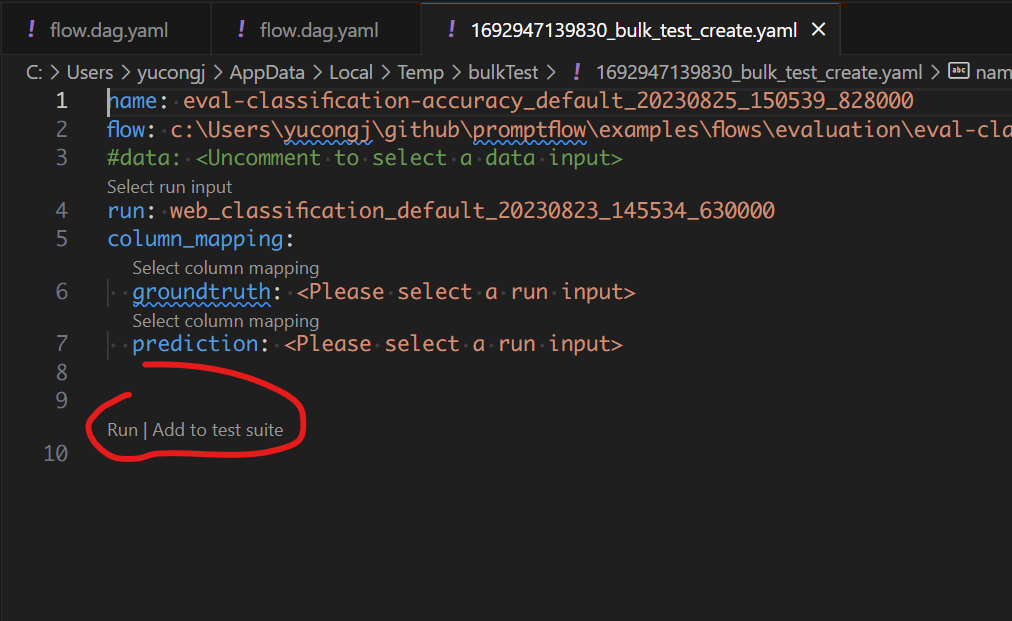 ! flow.dag.yaml ! flow.dag.yaml ! 1692947139830_bulk_test_create.yaml
C: > Users > yucongj > AppData > Local > Temp > bulkTest > ! 1692947139830_bulk_test_create.yaml > abc nam
1 name: eval-classification-accuracy_default_20230825_150539_828000
2 flow: c:\Users\yucongj\github\promptflow\examples\flows\evaluation\eval-cla
3 #data: <Uncomment to select a data input>
Select run input
4 run: web_classification_default_20230823_145534_630000
5 column_mapping:
Select column mapping
6 groundtruth: <Please select a run input>
Select column mapping
7 prediction: <Please select a run input>
8
9
Run | Add to test suite
10